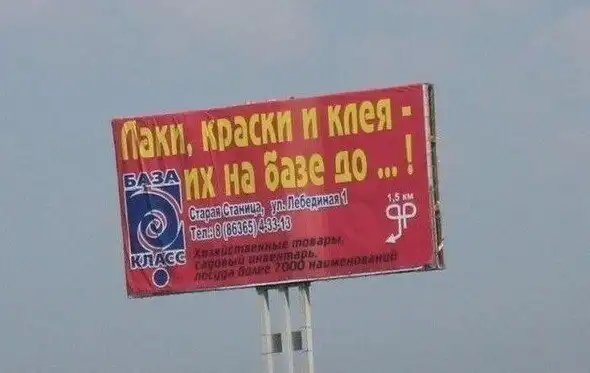 Лаки, краски и клея -
их на базе до ... !
БАЗА
КЛАСС
Старая Станица, ул. Лебединая 1
Тел.: 8 (86365) 4-33-13
1,5 км
Хозяйственные товары,
садовый инвентарь,
посуда более 7000 наименований